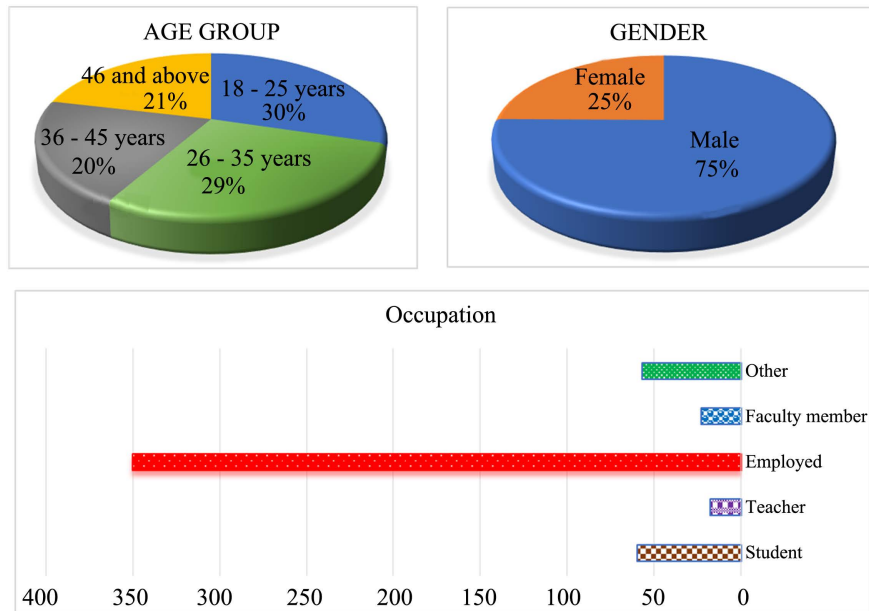 AGE GROUP
46 and above
21%
18 - 25 years
30%
36 - 45 years
20%
26 - 35 years
29%
GENDER
Female
25%
Male
75%
Occupation
Other
Faculty member
Employed
Teacher
Student
400 350 300 250 200 150 100 50 0